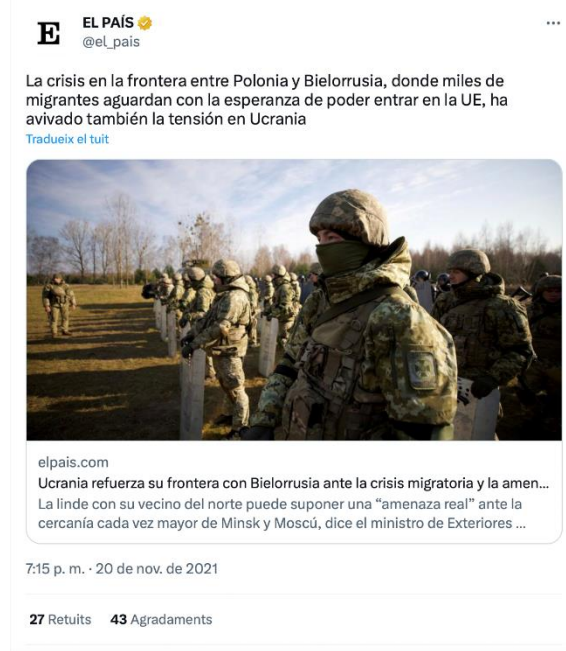 EL PAÍS
@el_pais
La crisis en la frontera entre Polonia y Bielorrusia, donde miles de
migrantes aguardan con la esperanza de poder entrar en la UE, ha
avivado también la tensión en Ucrania
Tradueix el tuit
elpais.com
Ucrania refuerza su frontera con Bielorrusia ante la crisis migratoria y la amen...
La linde con su vecino del norte puede suponer una “amenaza real” ante la
cercanía cada vez mayor de Minsk y Moscú, dice el ministro de Exteriores ...
7:15 p. m. · 20 de nov. de 2021
27 Retuits 43 Agradaments